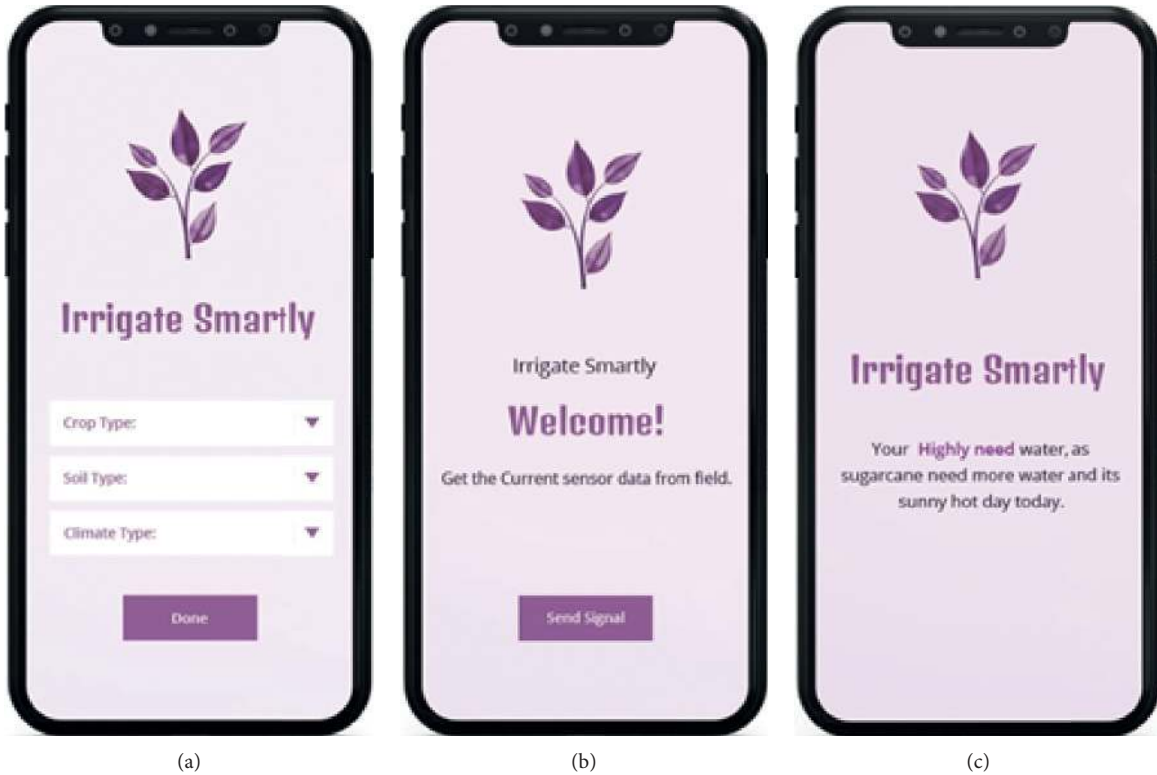 Irrigate Smartly
Crop Type:
Soil Type:
Climate Type:
Done
(a)
Irrigate Smartly
Welcome!
Get the Current sensor data from field.
Send Signal
(b)
Irrigate Smartly
Your Highly need water, as
sugarcane need more water and its
sunny hot day today.
(c)